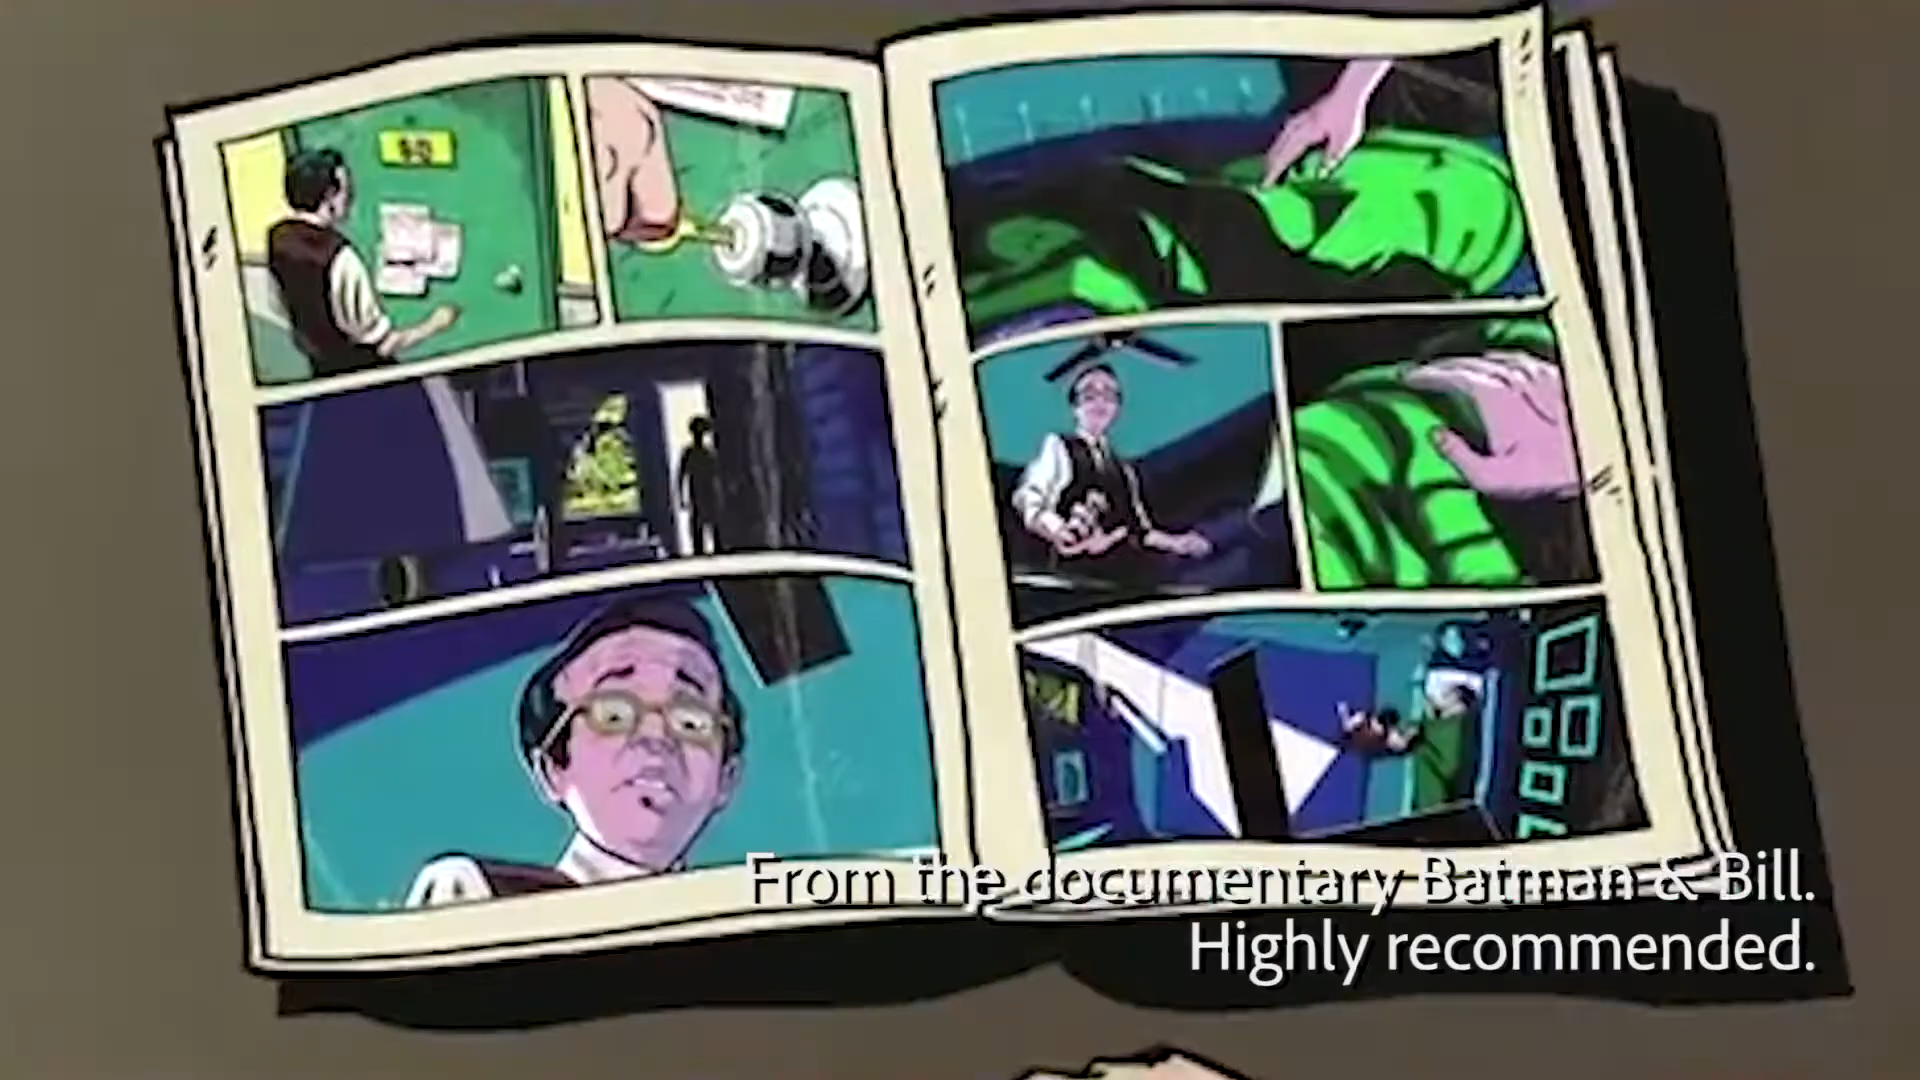 From the documentary Batman & Bill.
Highly recommended.